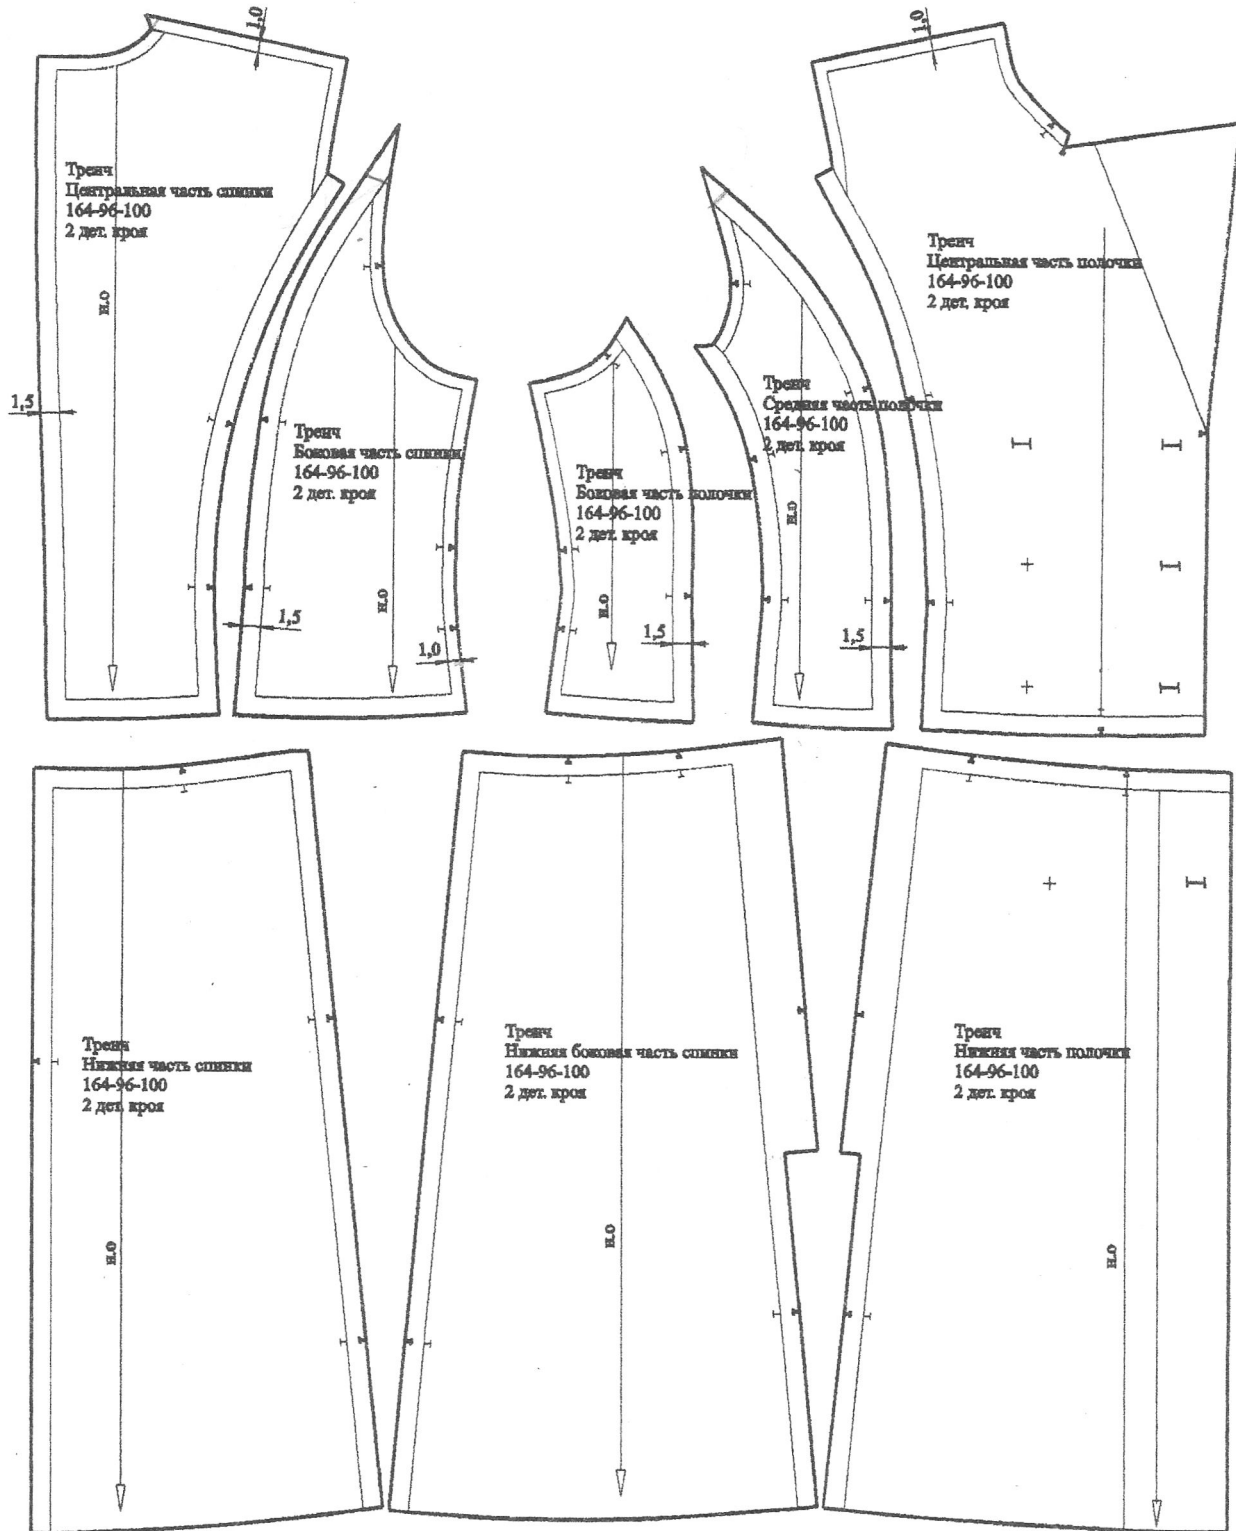 1,0
1,0
Тренч
Центральная часть спинки
164-96-100
2 дет. кроя
н.о
1,5
Тренч
Боковая часть спинки
164-96-100
2 дет. кроя
н.о
1,5
1,0
Тренч
Боковая часть полочки
164-96-100
2 дет. кроя
н.о
1,5
Тренч
Средняя часть полочки
164-96-100
2 дет. кроя
н.о
1,5
Тренч
Центральная часть полочки
164-96-100
2 дет. кроя
Тренч
Нижняя часть спинки
164-96-100
2 дет. кроя
н.о
Тренч
Нижняя боковая часть спинки
164-96-100
2 дет. кроя
н.о
Тренч
Нижняя часть полочки
164-96-100
2 дет. кроя
н.о